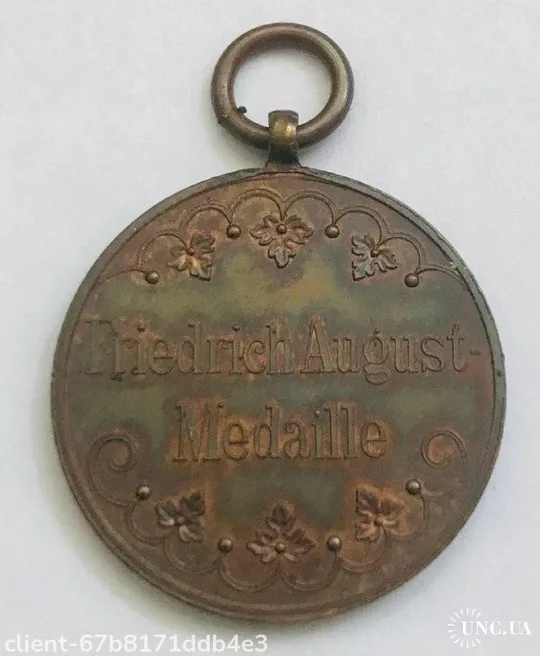 Friedrich August-
Medaille
UNC.UA
client-67b8171ddb4e3